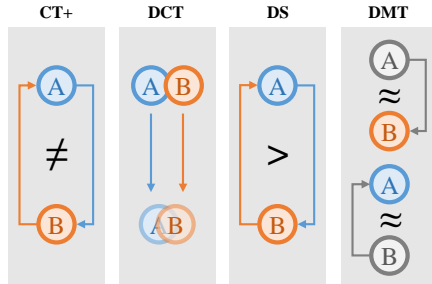 CT+ DCT DS DMT
A A B A A
≠ > ≈
B
A
B A B B ≈
B